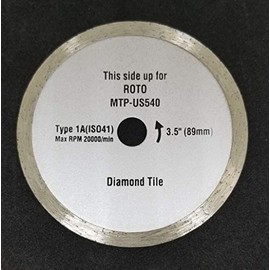 This side up for
ROTO
MTP-US540
Type 1A(ISO41)
Max RPM 20000/min
3.5" (89mm)
Diamond Tile